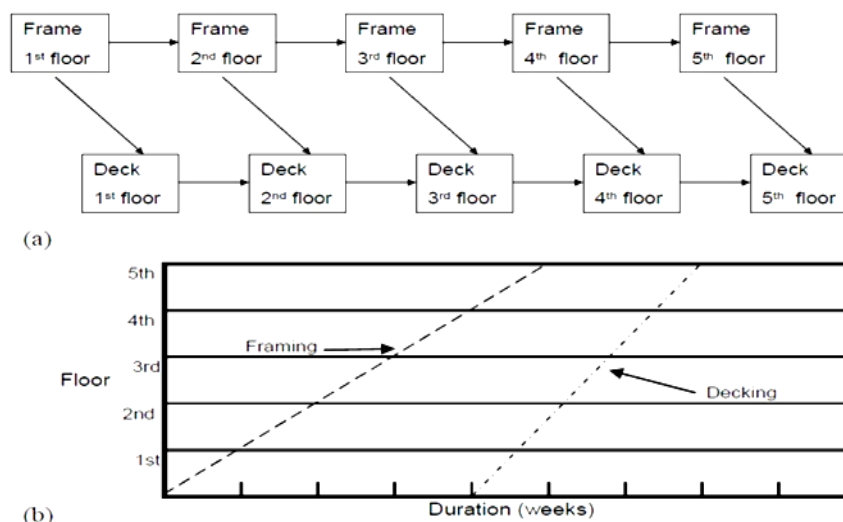 Frame
1st floor
Frame
2nd floor
Frame
3rd floor
Frame
4th floor
Frame
5th floor
Deck
1st floor
Deck
2nd floor
Deck
3rd floor
Deck
4th floor
Deck
5th floor
(a)
5th
4th
Framing
3rd
Floor
Decking
2nd
1st
Duration (weeks)
(b)